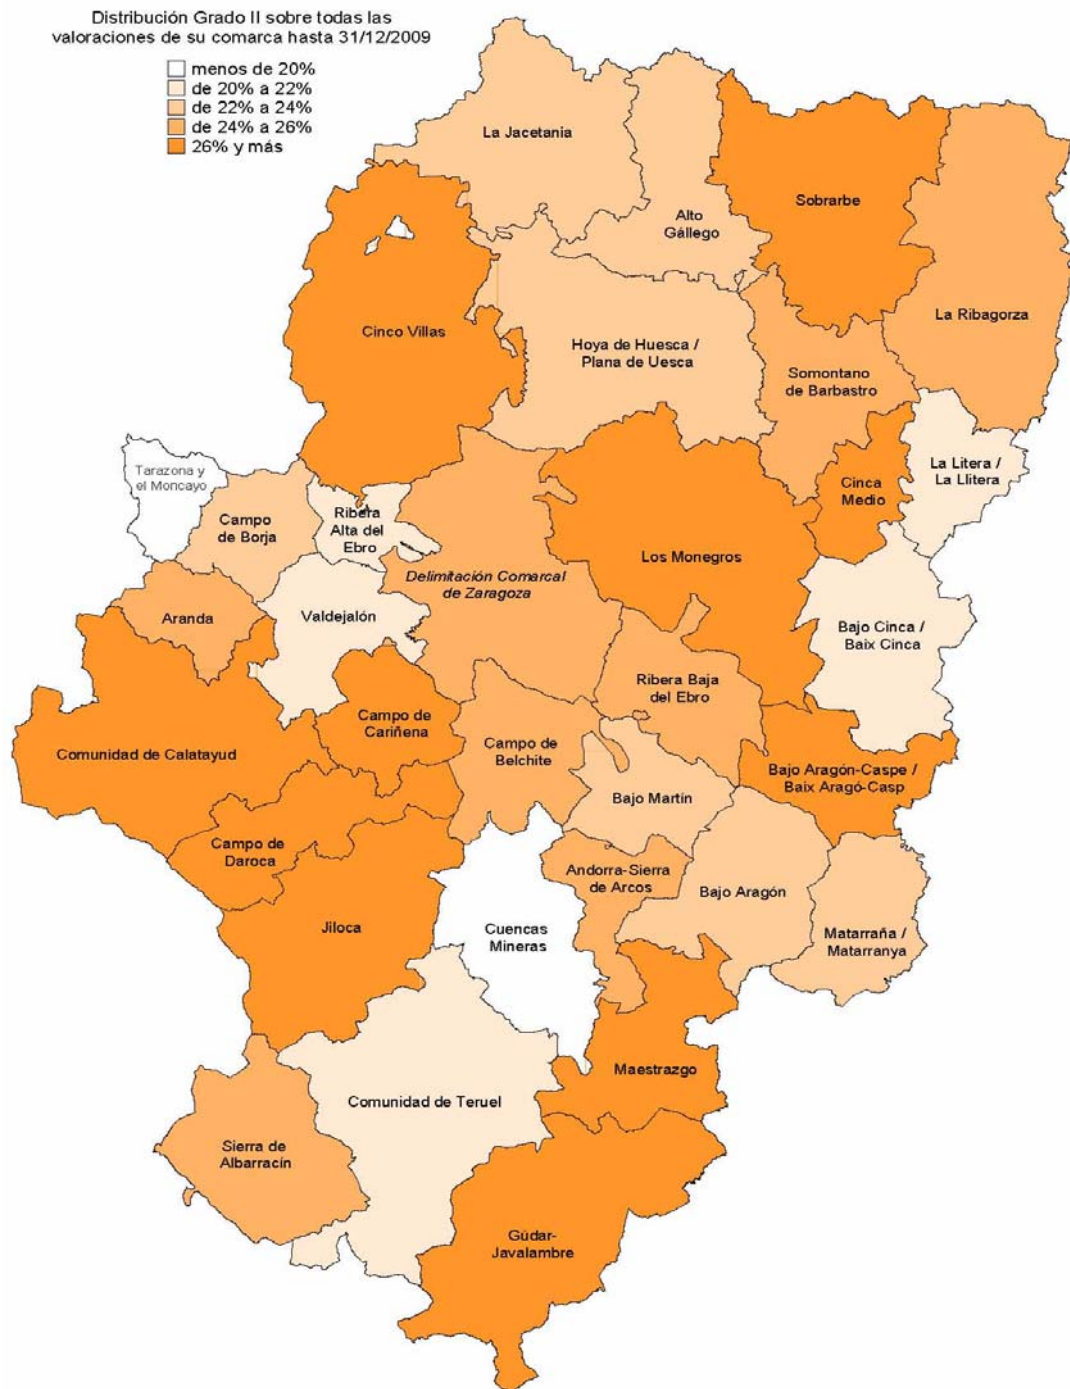 Distribución Grado II sobre todas las
valoraciones de su comarca hasta 31/12/2009
menos de 20%
de 20% a 22%
de 22% a 24%
de 24% a 26%
26% y más
La Jacetania
Alto
Gállego
Sobrarbe
La Ribagorza
Cinco Villas
Hoya de Huesca /
Plana de Uesca
Somontano
de Barbastro
Tarazona y
el Moncayo
Campo
de Borja
Ribera
Alta del
Ebro
Cinca
Medio
La Litera /
La Llitera
Los Monegros
Delimitación Comarcal
de Zaragoza
Aranda
Valdejalón
Bajo Cinca /
Baix Cinca
Ribera Baja
del Ebro
Comunidad de Calatayud
Campo de
Cariñena
Campo de
Belchite
Bajo Aragón-Caspe /
Baix Aragó-Casp
Bajo Martín
Campo de
Daroca
Andorra-Sierra
de Arcos
Bajo Aragón
Jiloca
Cuencas
Mineras
Matarraña /
Matarranya
Maestrazgo
Comunidad de Teruel
Sierra de
Albarracín
Gúdar-
Javalambre